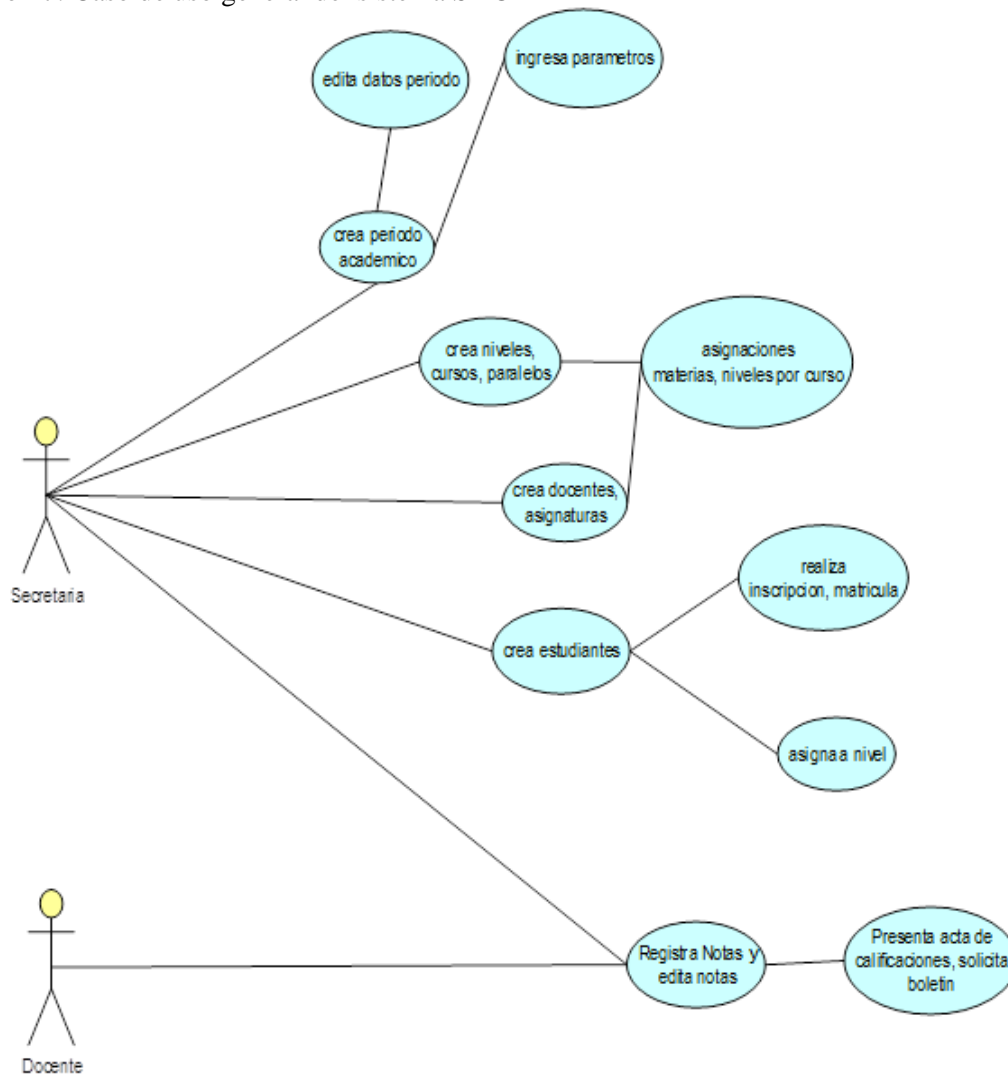 edita datos periodo
ingresa parametros
crea periodo
academico
crea niveles,
cursos, paralelos
asignaciones
materias, niveles por curso
crea docentes,
asignaturas
Secretaria
realiza
inscripcion, matricula
crea estudiantes
asigna a nivel
Registra Notas y
edita notas
Presenta acta de
calificaciones, solicita
boletin
Docente